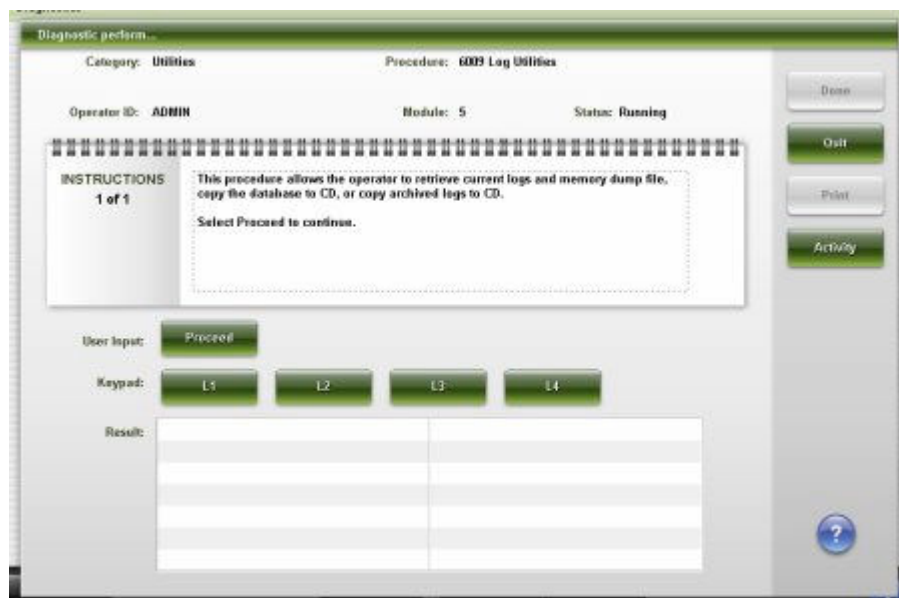 Diagnostic perform...
Category: Utilities Procedure: 6009 Log Utilities
Operator ID: ADMIN Module: 5 Status: Running
INSTRUCTIONS
1 of 1
This procedure allows the operator to retrieve current logs and memory dump file,
copy the database to CD, or copy archived logs to CD.
Select Proceed to continue.
User Input: Proceed
Keypad: L1 L2 L3 L4
Result:
Done
Quit
Print
Activity
?